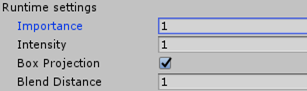 Runtime settings
Importance 1
Intensity 1
Box Projection
Blend Distance 1